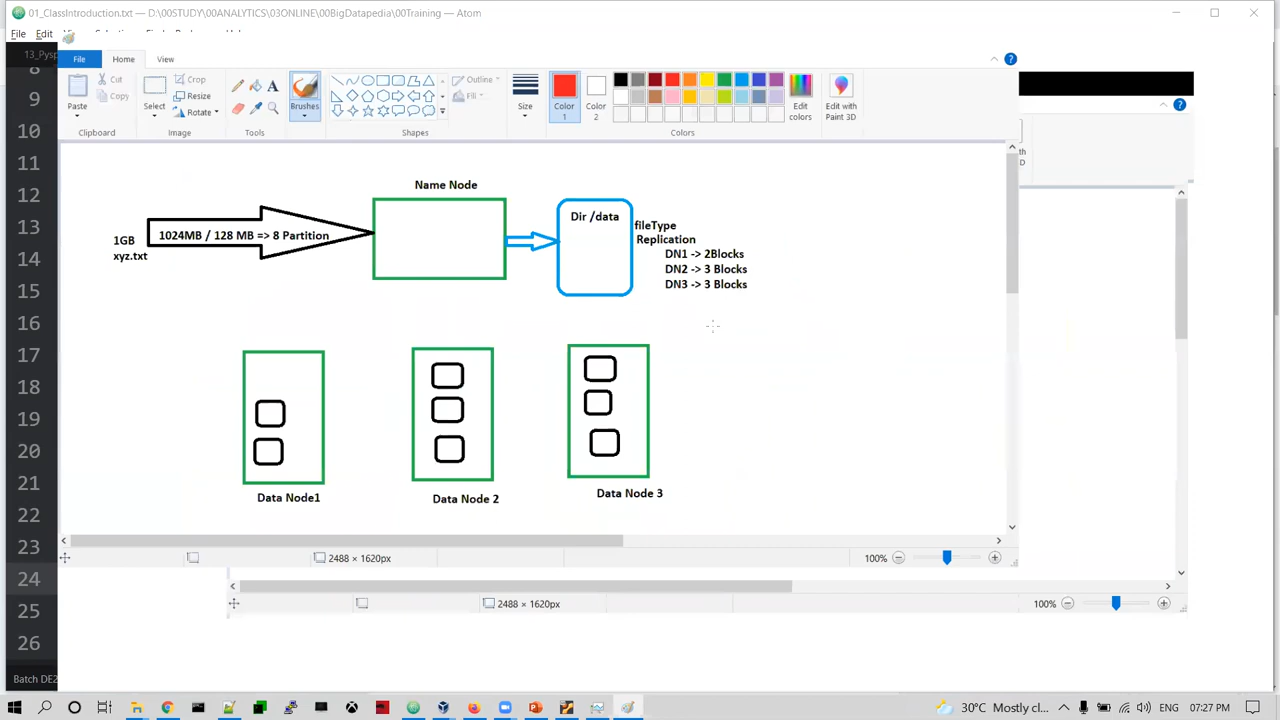 01_ClassIntroduction.txt — D:\00STUDY\00ANALYTICS\03ONLINE\00BigDatapedia\00Training — Atom
File Edit
13_Pysp
File Home View
Paste
Cut
Copy
Clipboard
Select
Crop
Resize
Rotate
Image
A
Tools
Brushes
Shapes
Outline
Fill
Size
Color
1
Color
2
Colors
Edit
colors
Edit with
Paint 3D
8
9
10
11
12
13
14
15
16
17
18
19
20
21
22
23
24
25
26
Name Node
1GB
xyz.txt
1024MB / 128 MB => 8 Partition
Dir /data
fileType
Replication
DN1 -> 2Blocks
DN2 -> 3 Blocks
DN3 -> 3 Blocks
Data Node1
Data Node 2
Data Node 3
2488 × 1620px
100%
2488 × 1620px
100%
Batch DE2
30°C Mostly cl...
ENG
07:27 PM